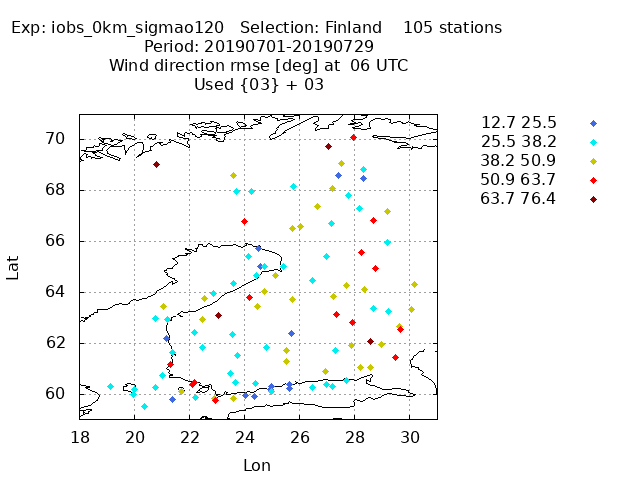 Exp: iobs_0km_sigmao120   Selection: Finland    105 stations
Period: 20190701-20190729
Wind direction rmse [deg] at  06 UTC
Used {03} + 03
12.7 25.5
25.5 38.2
38.2 50.9
50.9 63.7
63.7 76.4
Lat
70
68
66
64
62
60
18 20 22 24 26 28 30
Lon